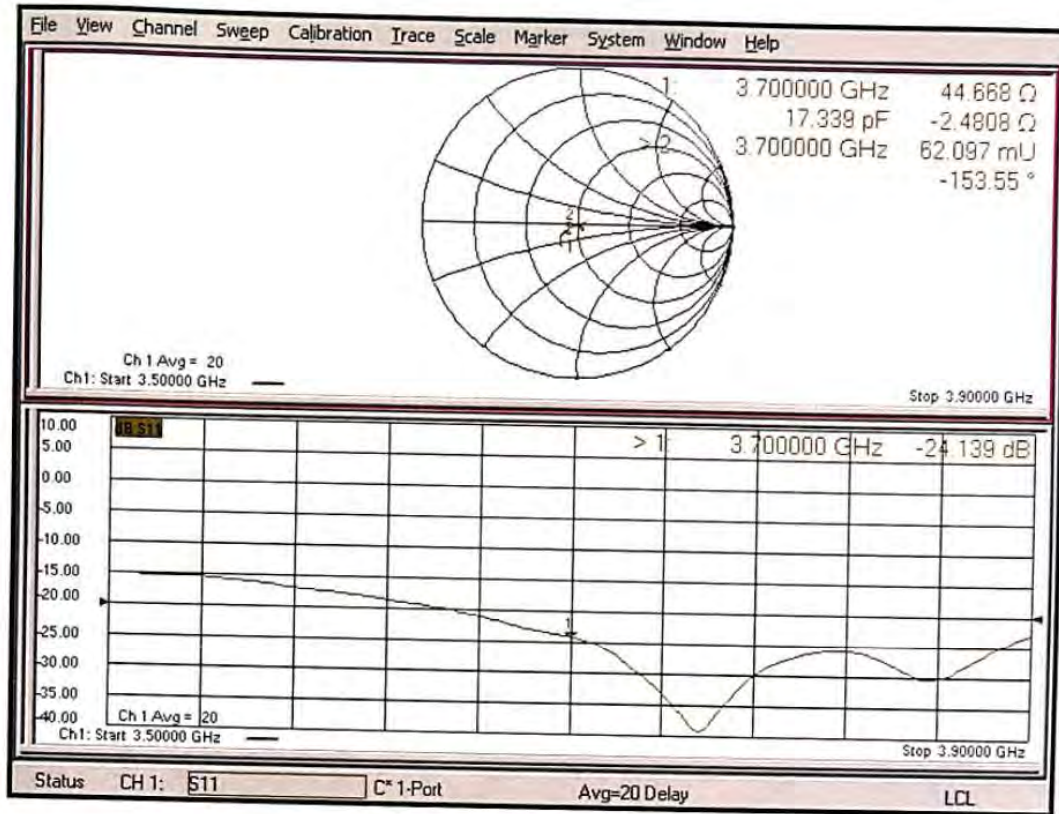 File View Channel Sweep Calibration Trace Scale Marker System Window Help
1: 3.700000 GHz 44.668 Ω
17.339 pF -2.4808 Ω
> 2: 3.700000 GHz 62.097 mU
-153.55 °
2
1
Ch 1 Avg = 20
Ch1: Start 3.50000 GHz
Stop 3.90000 GHz
10.00
dB S11
> 1: 3.700000 GHz -24.139 dB
5.00
0.00
-5.00
-10.00
-15.00
-20.00
1
-25.00
-30.00
-35.00
-40.00
Ch 1 Avg = 20
Ch1: Start 3.50000 GHz
Stop 3.90000 GHz
Status CH 1: S11 C* 1-Port Avg=20 Delay LCL